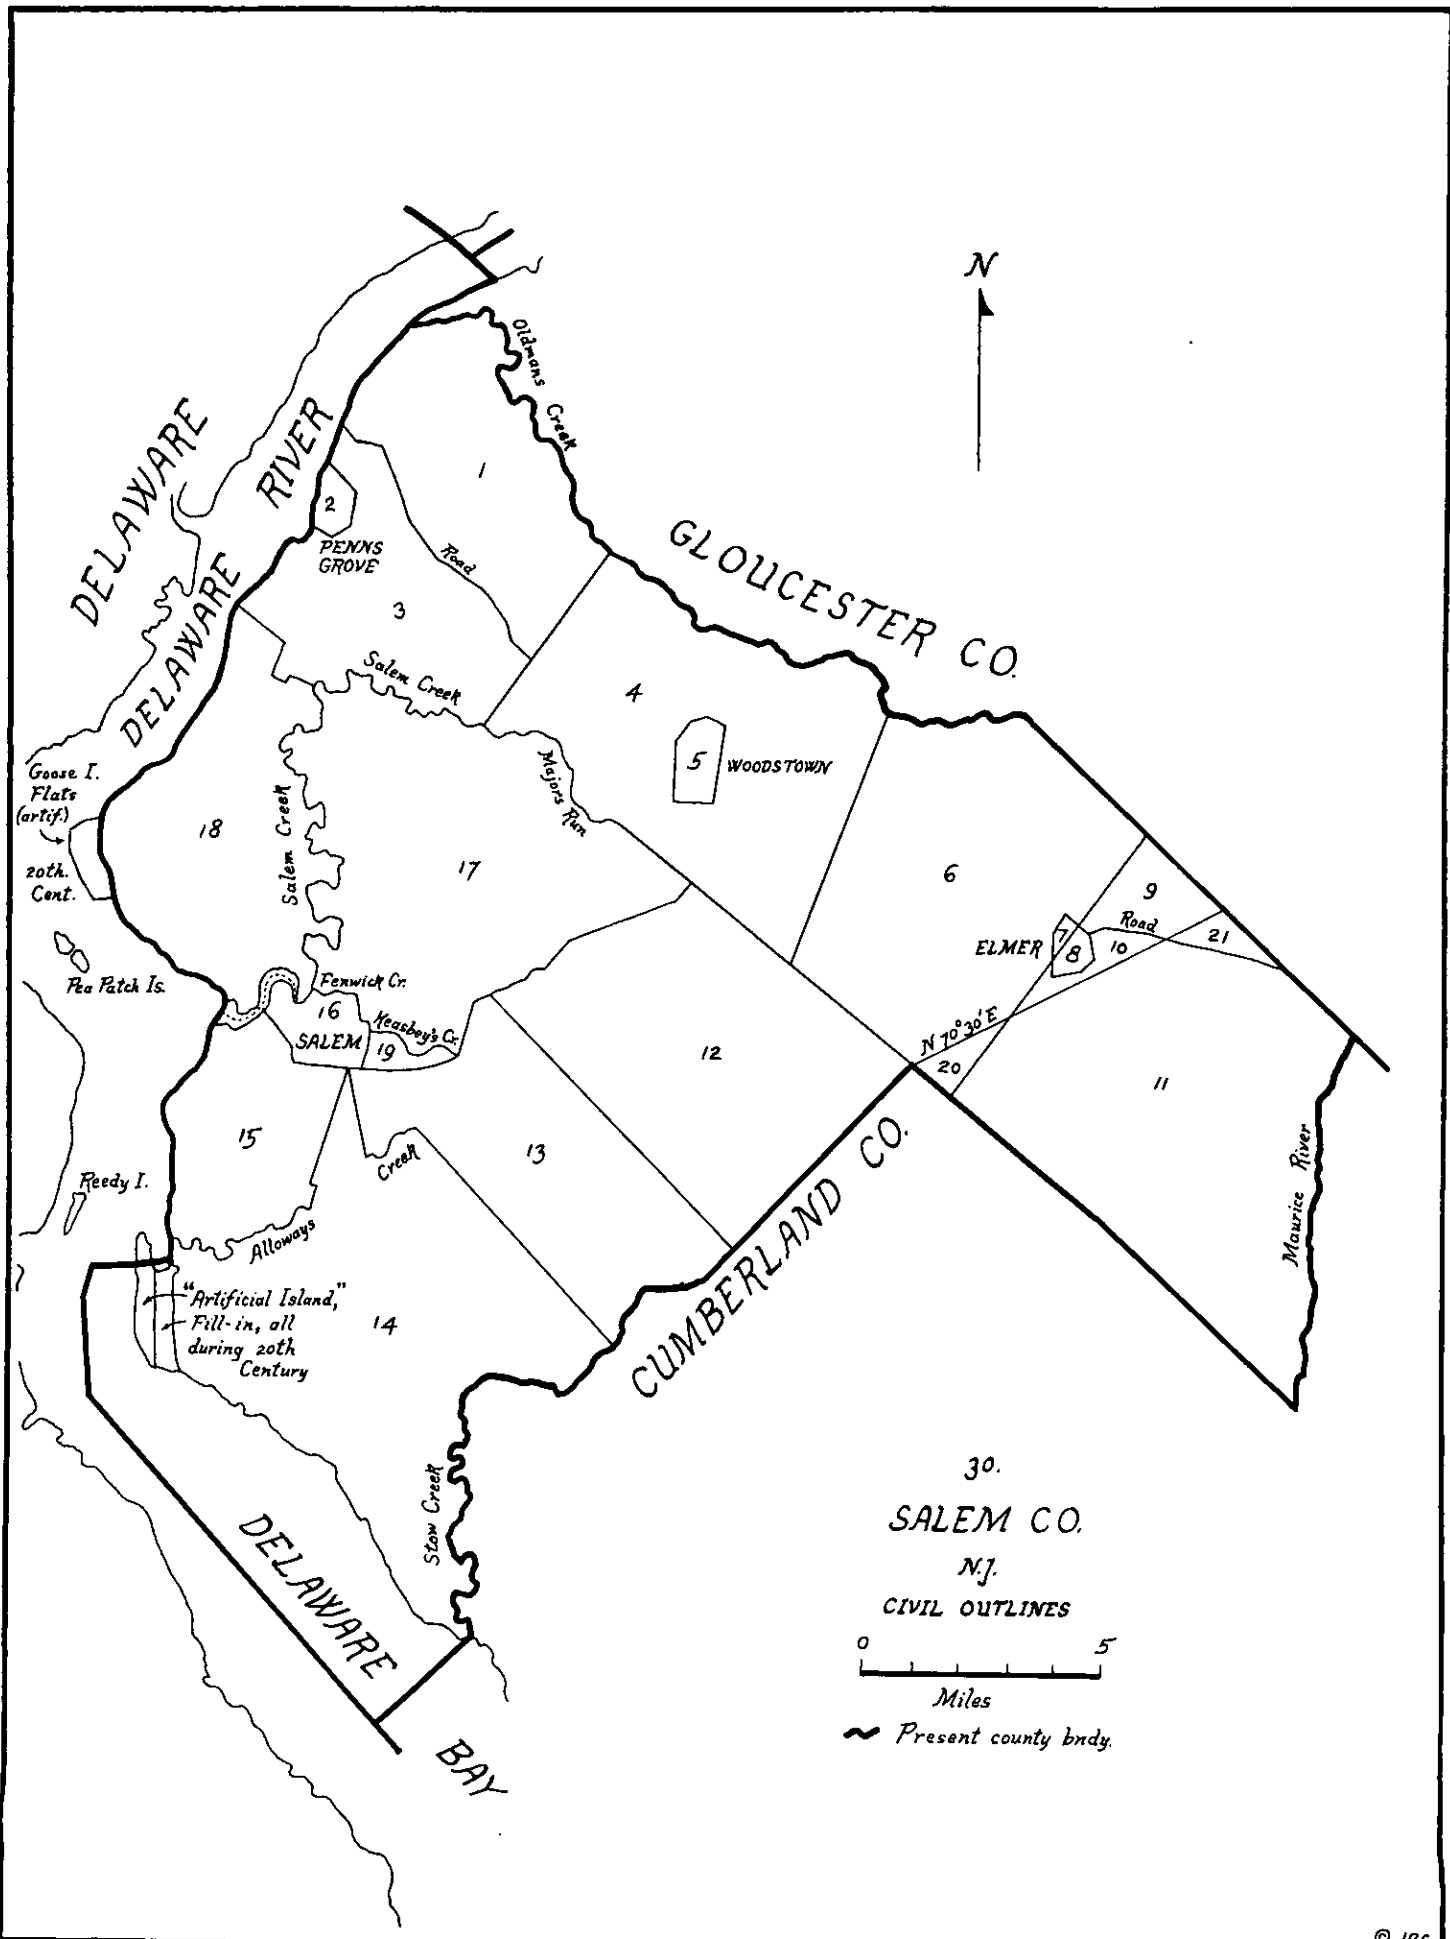 N
Oldmans Creek
DELAWARE
RIVER
DELAWARE
1
2
PENNS
GROVE
Road
3
GLOUCESTER CO.
Salem Creek
4
5
WOODSTOWN
Majors Run
Goose I.
Flats
(artif.)
20th.
Cent.
18
Salem Creek
17
6
9
Road
7
8
ELMER
10
21
Pea Patch Is.
Fenwick Cr.
16
SALEM
Keasbey's Cr.
19
N 70° 30' E
20
12
11
15
Creek
13
CUMBERLAND CO.
Maurice River
Reedy I.
Alloways
"Artificial Island,"
Fill-in, all
during 20th
Century
14
Stow Creek
DELAWARE
BAY
30.
SALEM CO.
N.J.
CIVIL OUTLINES
0 5
Miles
Present county bndy.
©